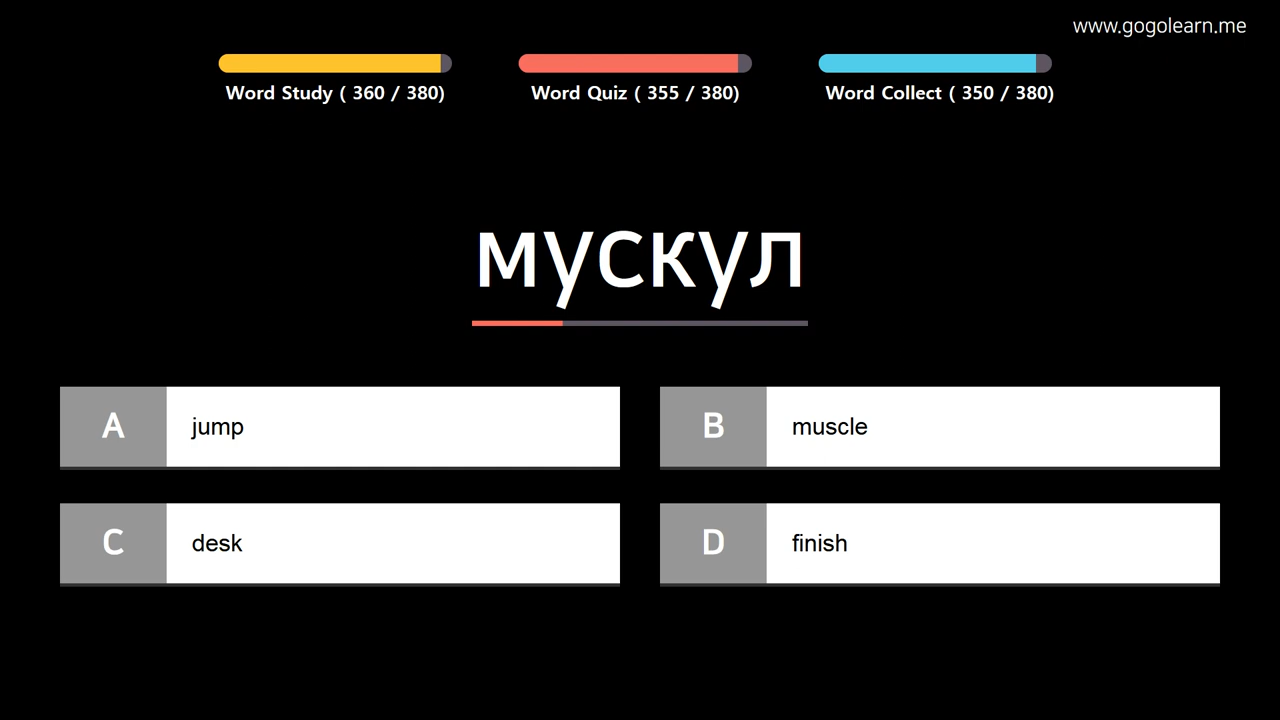 www.gogolearn.me
Word Study ( 360 / 380)
Word Quiz ( 355 / 380)
Word Collect ( 350 / 380)
мускул
A jump
B muscle
C desk
D finish